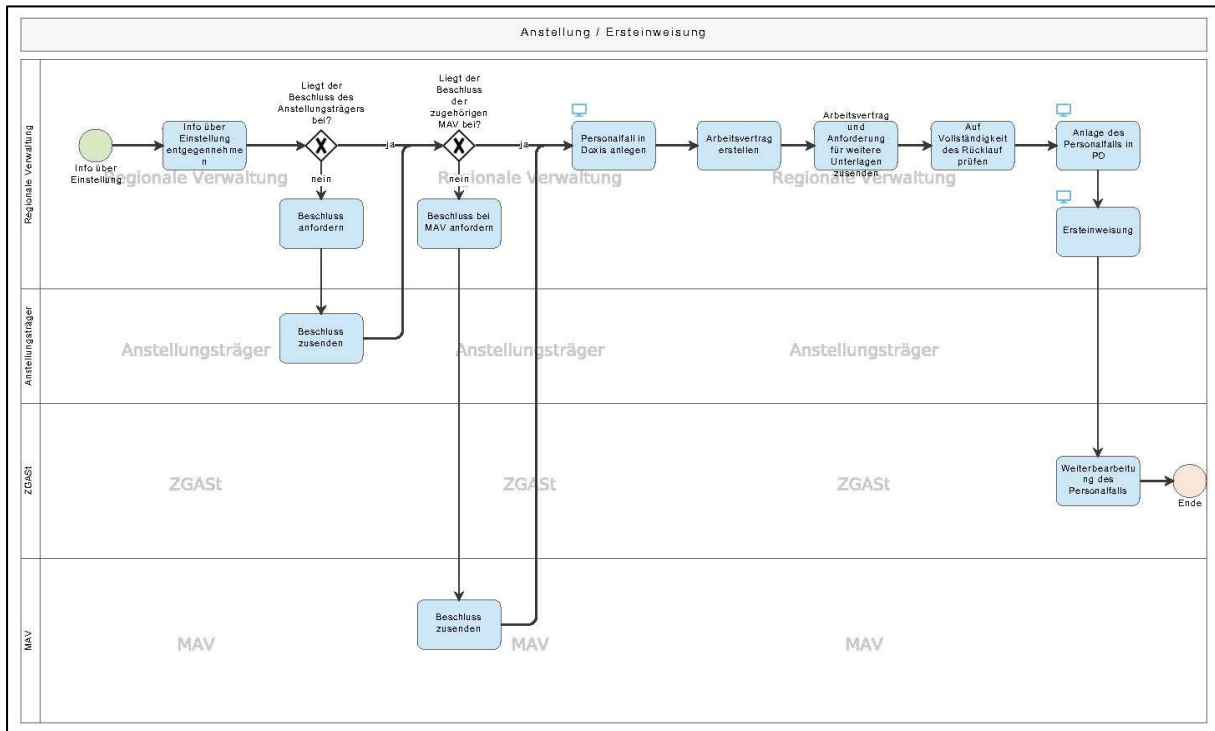 Anstellung / Ersteinweisung
Regionale Verwaltung
Info über
Einstellung
Info über
Einstellung
entgegennehme
n
Liegt der
Beschluss des
Anstellungsträgers
bei?
ja
nein
Beschluss
anfordern
Liegt der
Beschluss
der
zugehörigen
MAV bei?
ja
nein
Beschluss bei
MAV anfordern
Personalfall in
Doxis anlegen
Arbeitsvertrag
erstellen
Arbeitsvertrag
und
Anforderung
für weitere
Unterlagen
zusenden
Auf
Vollständigkeit
des Rücklauf
prüfen
Anlage des
Personalfalls in
PD
Ersteinweisung
Regionale Verwaltung
Regionale Verwaltung
Regionale Verwaltung
Anstellungsträger
Beschluss
zusenden
Anstellungsträger
Anstellungsträger
Anstellungsträger
ZGASt
ZGASt
ZGASt
ZGASt
Weiterbearbeitu
ng des
Personalfalls
Ende
MAV
Beschluss
zusenden
MAV
MAV
MAV